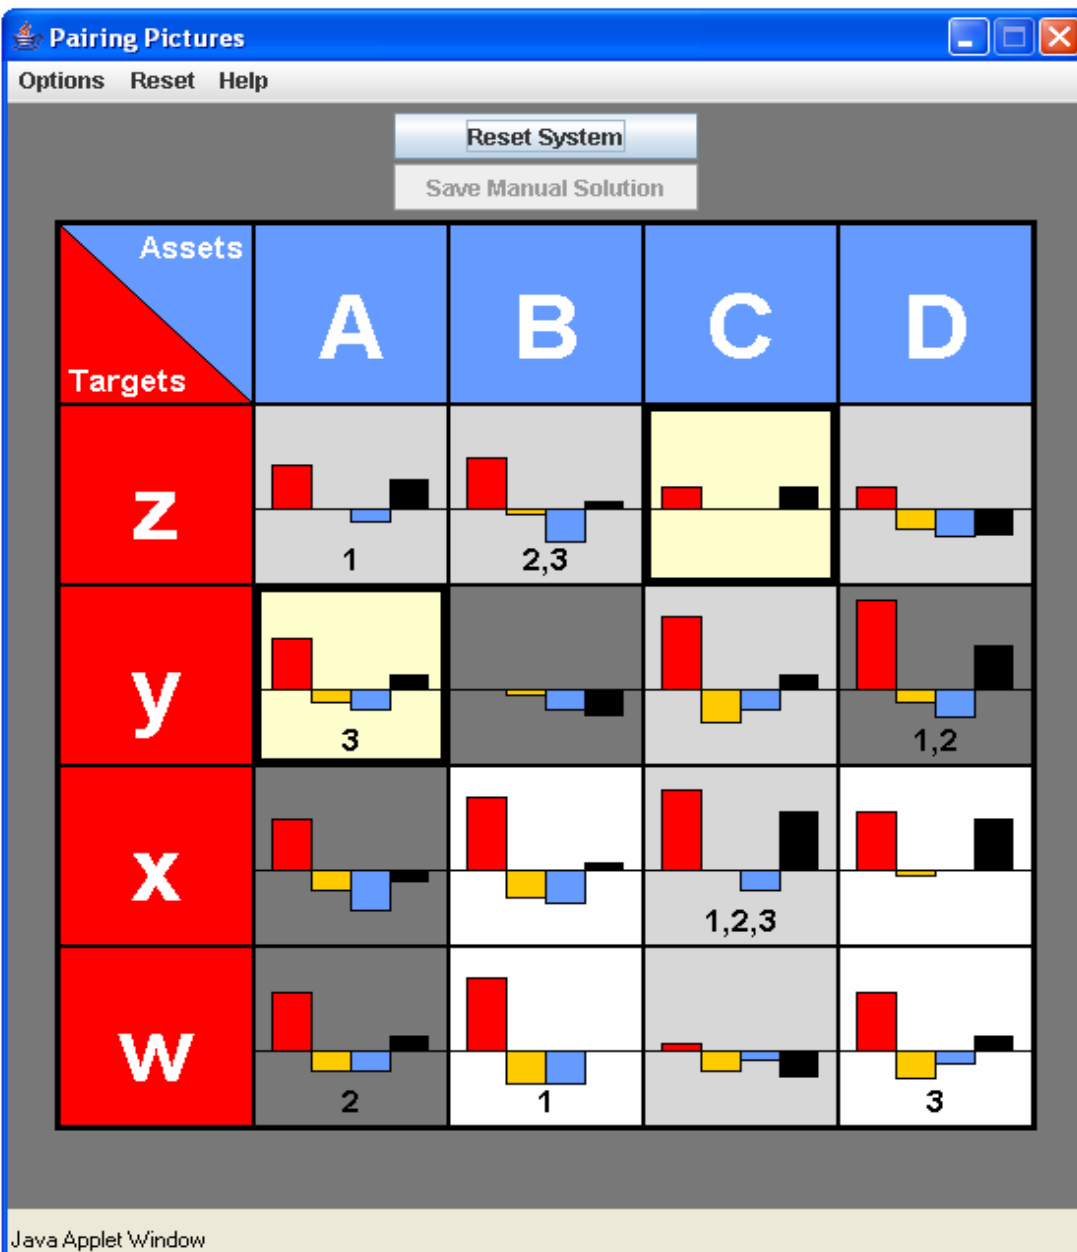 Pairing Pictures
Options Reset Help
Reset System
Save Manual Solution
Assets
Targets
A B C D
z
1 2,3
y
3 1,2
x
1,2,3
w
2 1 3
Java Applet Window